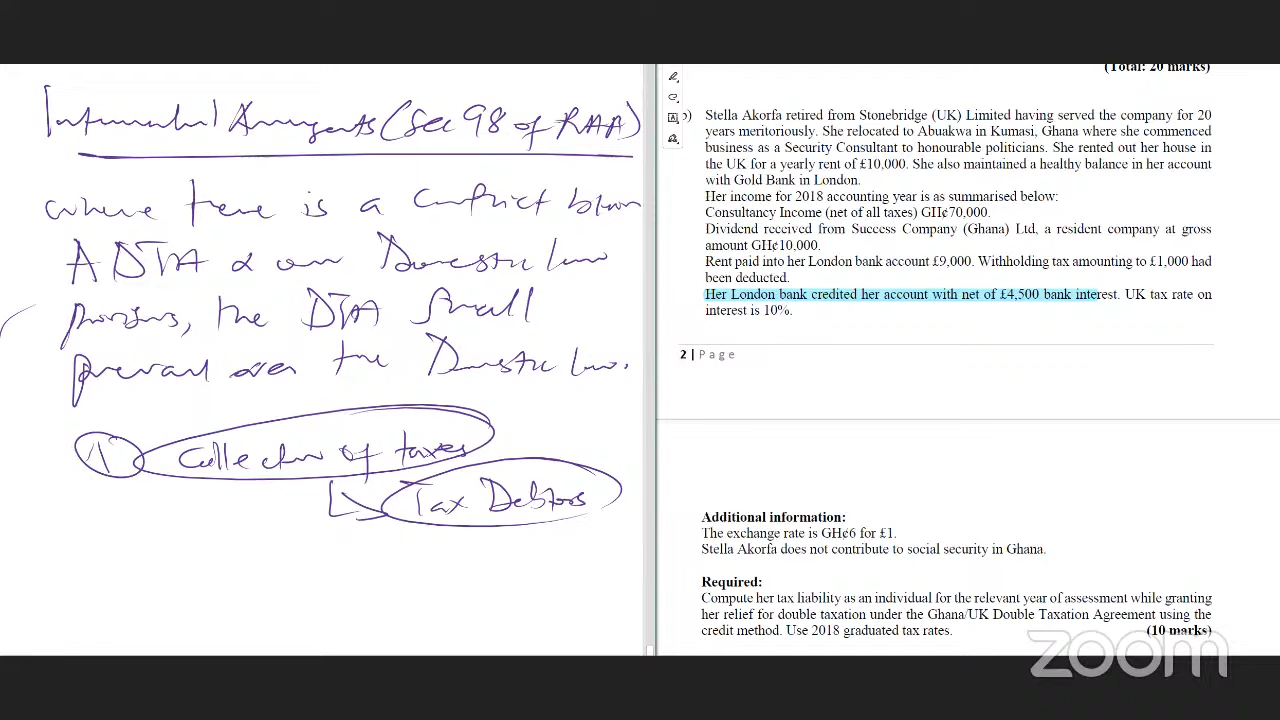 (Sec 98 of RAA)
where there is a Conflict btwn
A DTA & our Domestic law
the DTA Shall
prevail over the Domestic law.
1 Collection of taxes
Tax Debtors
(Total: 20 marks)
Stella Akorfa retired from Stonebridge (UK) Limited having served the company for 20
years meritoriously. She relocated to Abuakwa in Kumasi, Ghana where she commenced
business as a Security Consultant to honourable politicians. She rented out her house in
the UK for a yearly rent of £10,000. She also maintained a healthy balance in her account
with Gold Bank in London.
Her income for 2018 accounting year is as summarised below:
Consultancy Income (net of all taxes) GH¢70,000.
Dividend received from Success Company (Ghana) Ltd, a resident company at gross
amount GH¢10,000.
Rent paid into her London bank account £9,000. Withholding tax amounting to £1,000 had
been deducted.
Her London bank credited her account with net of £4,500 bank interest. UK tax rate on
interest is 10%.
2 | Page
Additional information:
The exchange rate is GH¢6 for £1.
Stella Akorfa does not contribute to social security in Ghana.
Required:
Compute her tax liability as an individual for the relevant year of assessment while granting
her relief for double taxation under the Ghana/UK Double Taxation Agreement using the
credit method. Use 2018 graduated tax rates.
(10 marks)
zoom